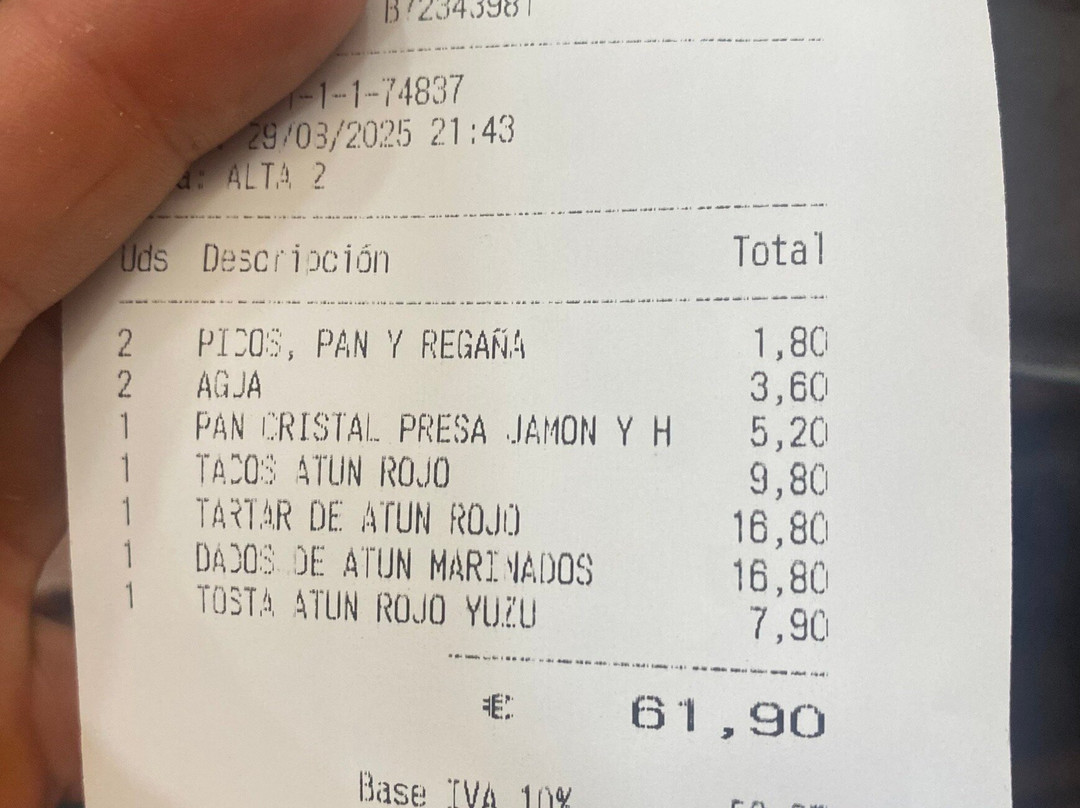 B72343981
1-1-74837
29/03/2025 21:43
a: ALTA 2
Uds Descripción Total
2 PICOS, PAN Y REGAÑA 1,80
2 AGUA 3,60
1 PAN CRISTAL PRESA JAMON Y H 5,20
1 TACOS ATUN ROJO 9,80
1 TARTAR DE ATUN ROJO 16,80
1 DADOS DE ATUN MARINADOS 16,80
1 TOSTA ATUN ROJO YUZU 7,90
€ 61,90
Base IVA 10%